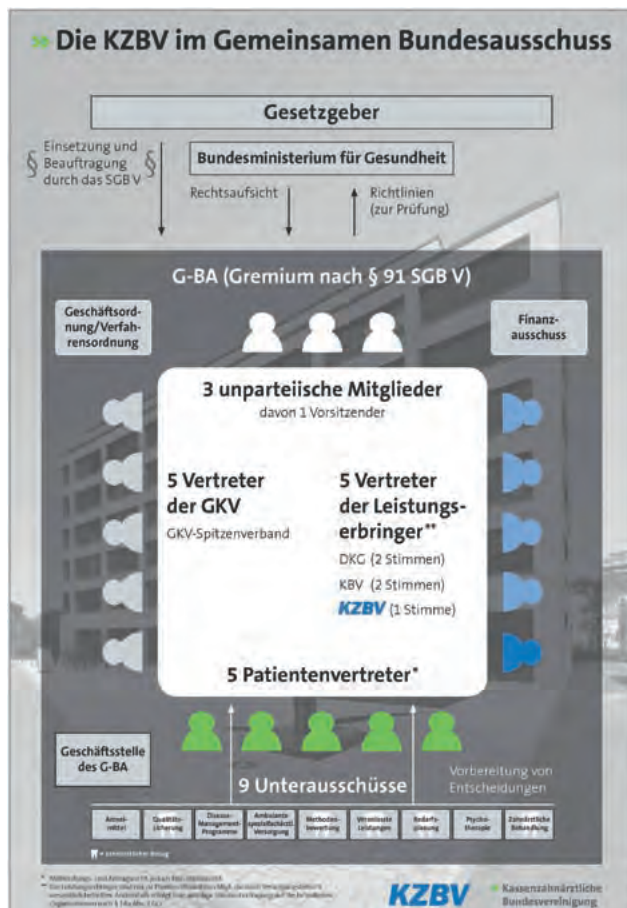 » Die KZBV im Gemeinsamen Bundesausschuss
Gesetzgeber
§ Einsetzung und §
Beauftragung
durch das SGB V
Bundesministerium für Gesundheit
Rechtsaufsicht
Richtlinien
(zur Prüfung)
G-BA (Gremium nach § 91 SGB V)
Geschäftsord-
nung/Verfah-
rensordnung
Finanz-
ausschuss
3 unparteiische Mitglieder
davon 1 Vorsitzender
5 Vertreter
der GKV
GKV-Spitzenverband
5 Vertreter
der Leistungs-
erbringer**
DKG (2 Stimmen)
KBV (2 Stimmen)
KZBV (1 Stimme)
5 Patientenvertreter*
Geschäftsstelle
des G-BA
9 Unterausschüsse
Vorbereitung von
Entscheidungen
Arznei-
mittel
Qualitäts-
sicherung
Disease-
Management-
Programme
Ambulante
spezialfachärztl.
Versorgung
Methoden-
bewertung
Veranlasste
Leistungen
Bedarfs-
planung
Psycho-
therapie
Zahnärztliche
Behandlung
KZBV
Kassenzahnärztliche
Bundesvereinigung